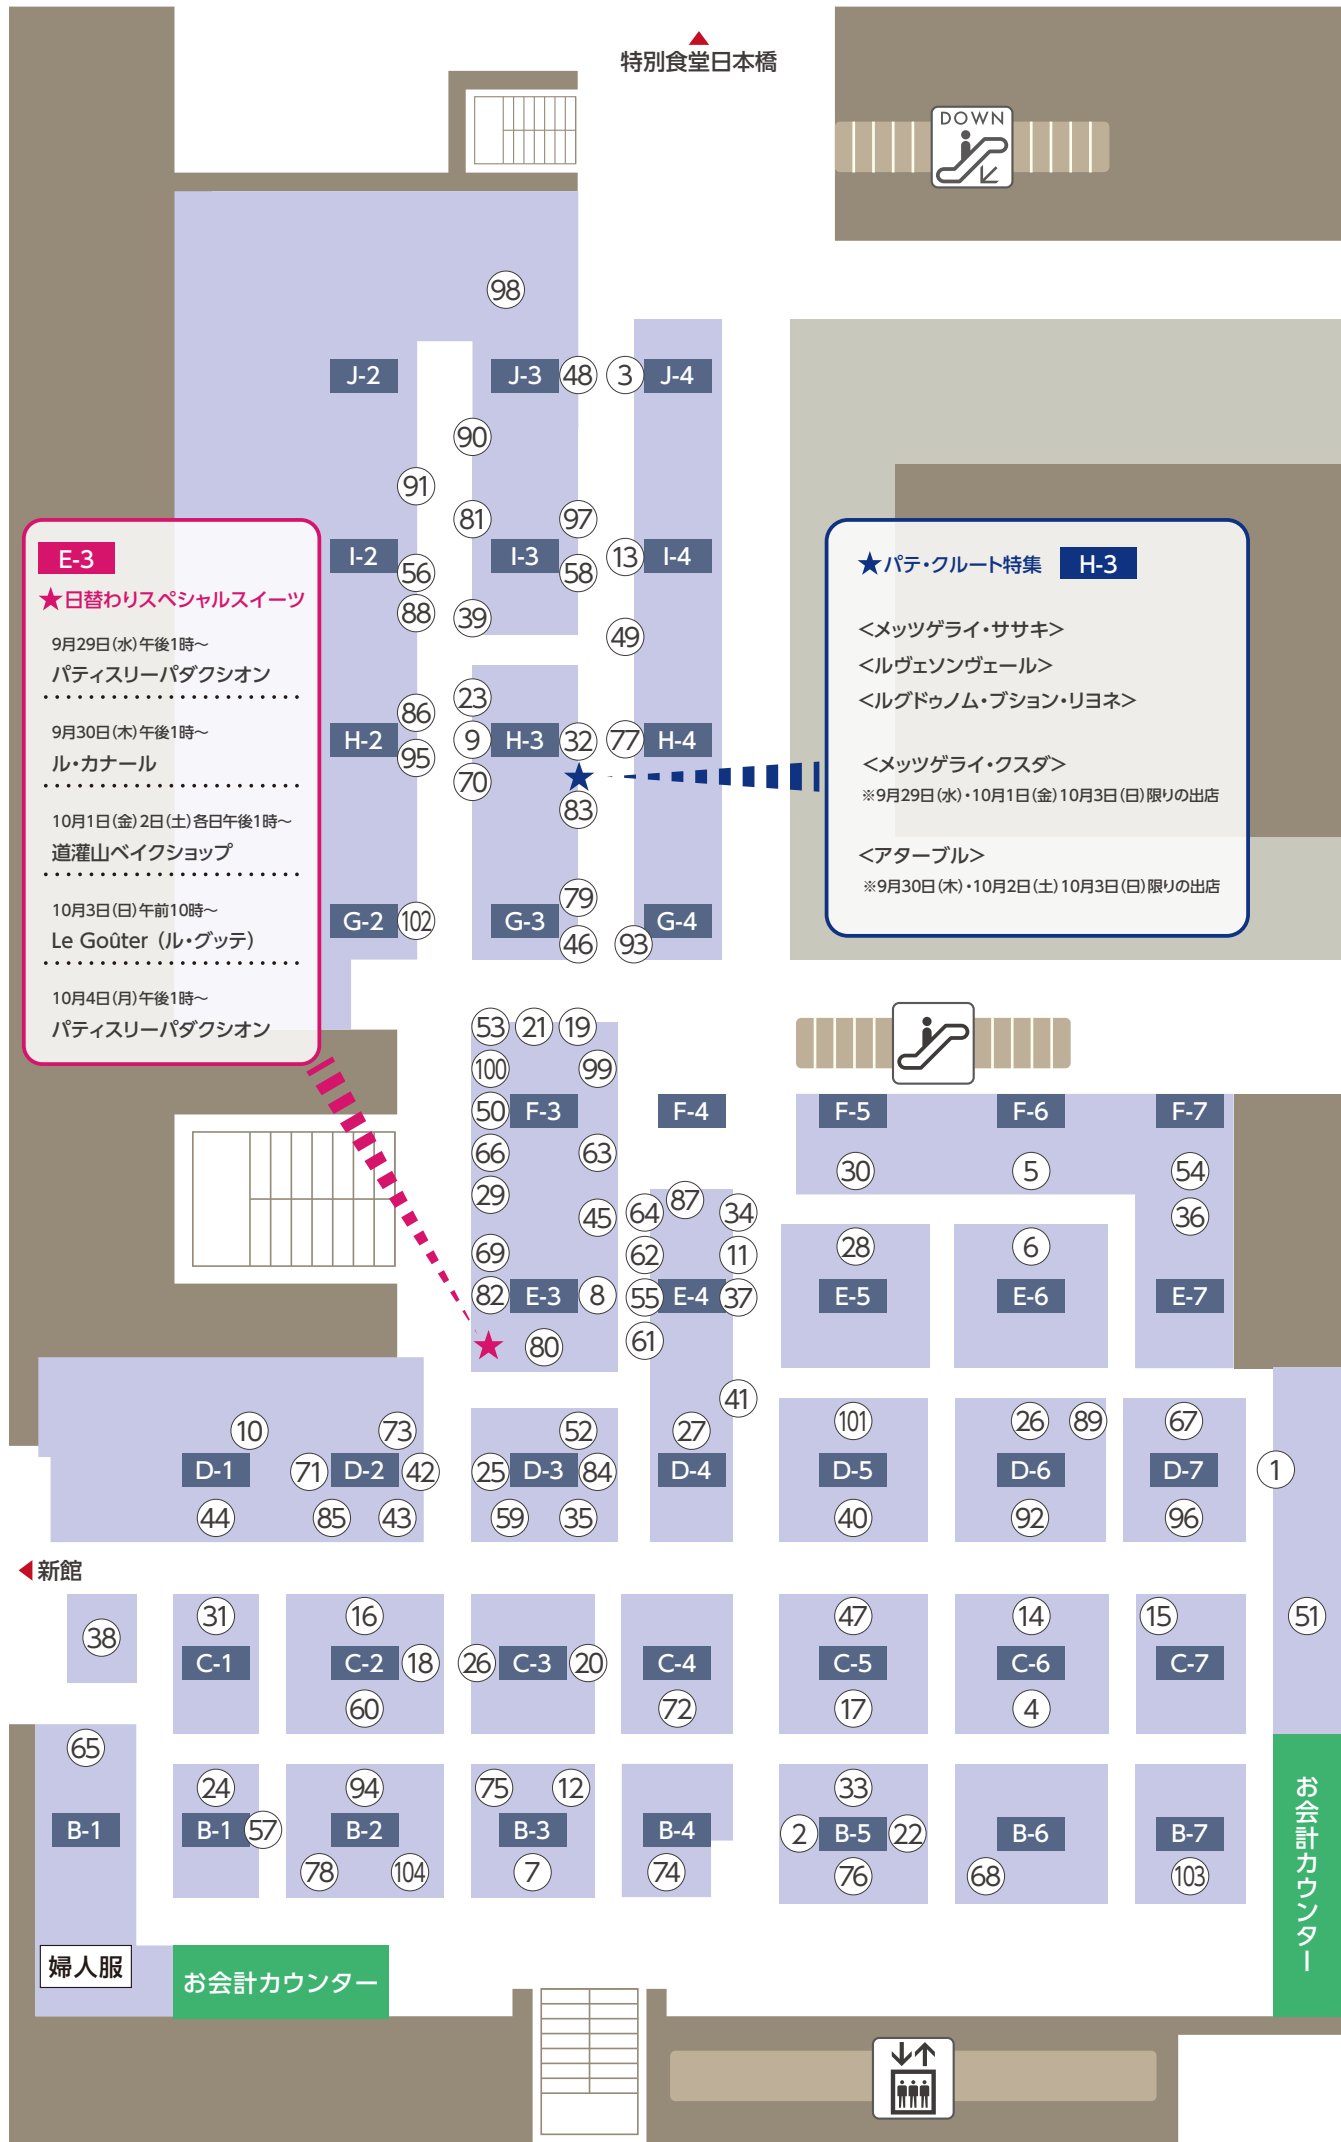 特別食堂日本橋
DOWN
98
J-2
J-3
48
3
J-4
90
91
81
97
I-2
56
I-3
58
13
I-4
88
39
49
E-3
★日替わりスペシャルスイーツ
9月29日(水)午後1時〜
パティスリーパダクシオン
9月30日(木)午後1時〜
ル・カナール
10月1日(金)2日(土)各日午後1時〜
道灌山ベイクショップ
10月3日(日)午前10時〜
Le Goûter(ル・グッテ)
10月4日(月)午後1時〜
パティスリーパダクシオン
★パテ・クルート特集 H-3
<メッツゲライ・ササキ>
<ルヴェソンヴェール>
<ルグドゥノム・ブション・リヨネ>
<メッツゲライ・クスダ>
※9月29日(水)・10月1日(金)10月3日(日)限りの出店
<アターブル>
※9月30日(木)・10月2日(土)10月3日(日)限りの出店
86
23
H-2
95
9
H-3
32
77
H-4
70
★
83
79
G-2
102
G-3
46
93
G-4
53
21
19
100
99
50
F-3
F-4
F-5
F-6
F-7
66
63
30
5
54
29
45
64
87
34
36
69
62
11
28
6
82
E-3
8
55
E-4
37
E-5
E-6
E-7
★
80
61
41
10
73
52
27
101
26
89
67
D-1
71
D-2
42
25
D-3
84
D-4
D-5
D-6
D-7
1
44
85
43
59
35
40
92
96
新館
38
31
16
47
14
15
51
C-1
C-2
18
26
C-3
20
C-4
C-5
C-6
C-7
60
72
17
4
65
24
94
75
12
33
B-1
B-1
57
B-2
B-3
B-4
2
B-5
22
B-6
B-7
78
104
7
74
76
68
103
お会計カウンター
婦人服
お会計カウンター